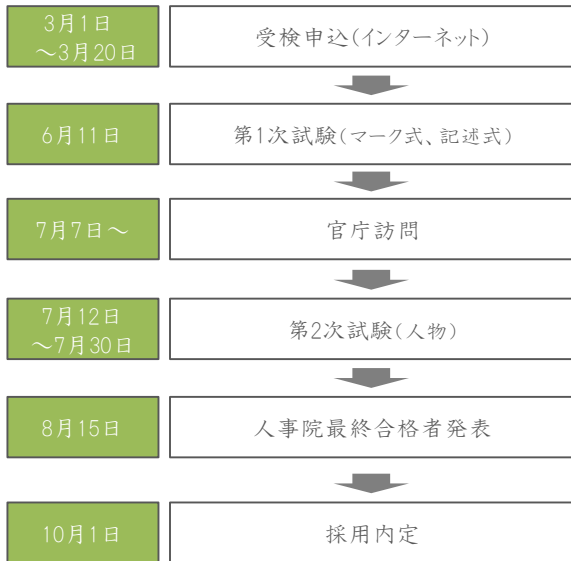 3月1日
～3月20日
受検申込(インターネット)
6月11日
第1次試験(マーク式、記述式)
7月7日～
官庁訪問
7月12日
～7月30日
第2次試験(人物)
8月15日
人事院最終合格者発表
10月1日
採用内定